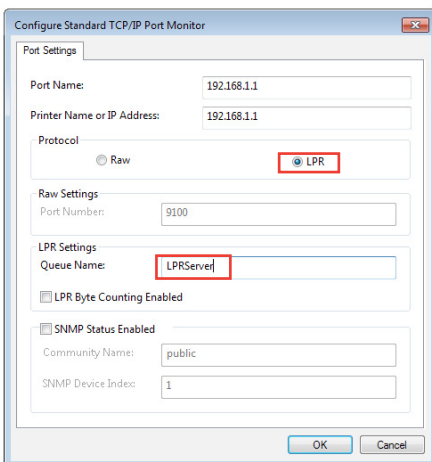 Configure Standard TCP/IP Port Monitor
Port Settings
Port Name: 192.168.1.1
Printer Name or IP Address: 192.168.1.1
Protocol
Raw LPR
Raw Settings
Port Number: 9100
LPR Settings
Queue Name: LPRServer
LPR Byte Counting Enabled
SNMP Status Enabled
Community Name: public
SNMP Device Index: 1
OK Cancel